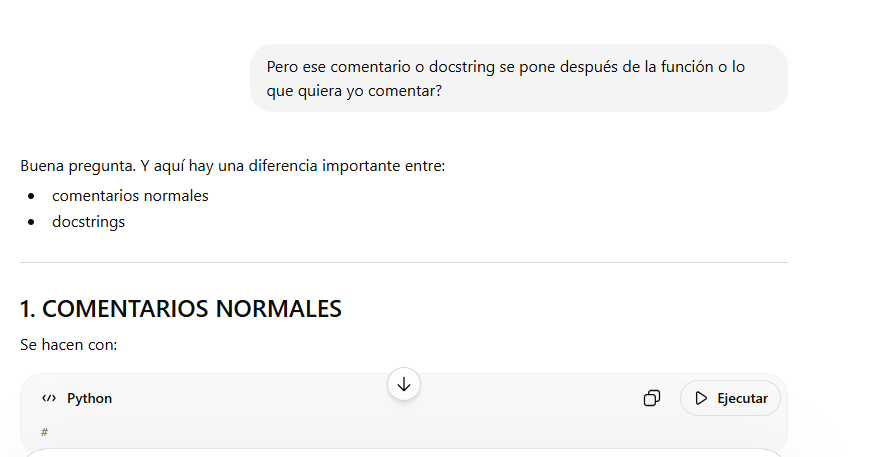 Pero ese comentario o docstring se pone después de la función o lo
que quiera yo comentar?
Buena pregunta. Y aquí hay una diferencia importante entre:
• comentarios normales
• docstrings
1. COMENTARIOS NORMALES
Se hacen con:
</> Python
Ejecutar
#